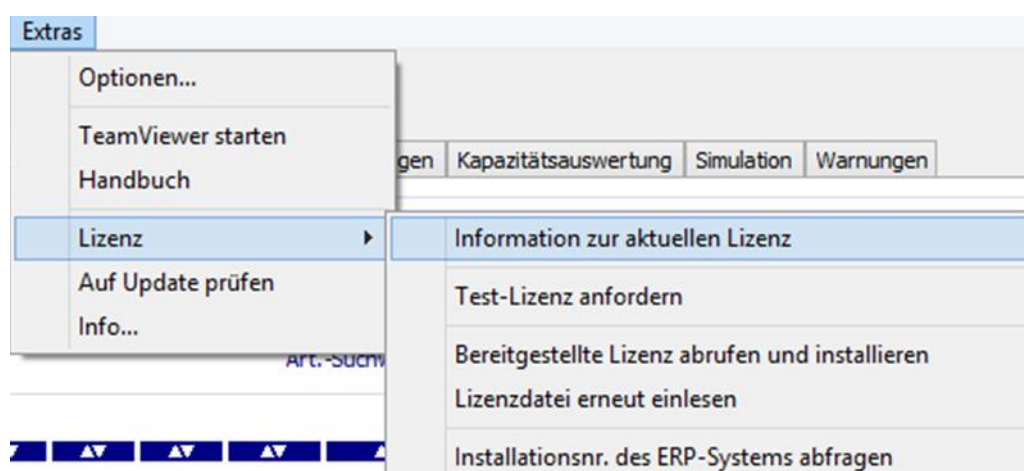 Extras
Optionen...
TeamViewer starten
gen Kapazitätsauswertung Simulation Warnungen
Handbuch
Lizenz Information zur aktuellen Lizenz
Auf Update prüfen
Test-Lizenz anfordern
Info...
Bereitgestellte Lizenz abrufen und installieren
Lizenzdatei erneut einlesen
Installationsnr. des ERP-Systems abfragen